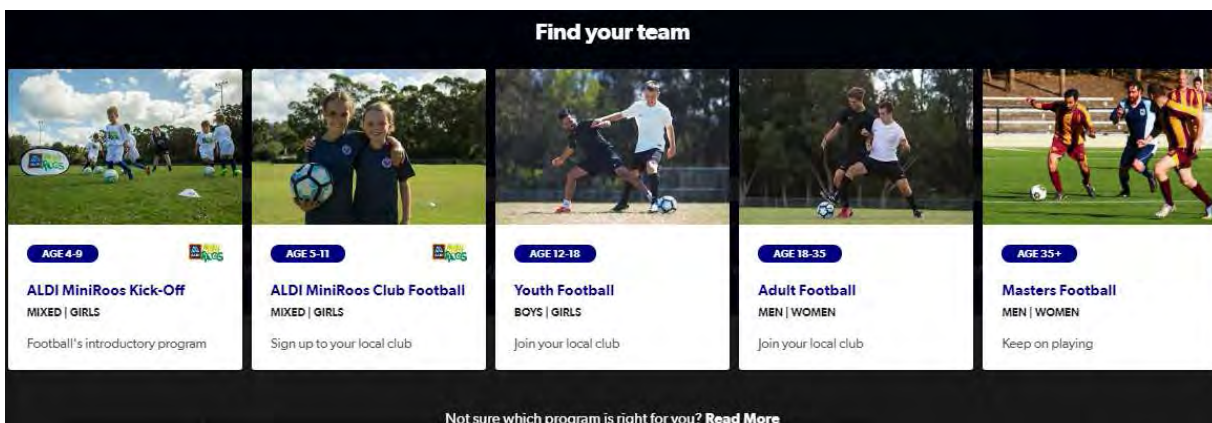 Find your team
AGE 4-9
ALDI MiniRoos Kick-Off
MIXED | GIRLS
Football's introductory program
AGE 5-11
ALDI MiniRoos Club Football
MIXED | GIRLS
Sign up to your local club
AGE 12-18
Youth Football
BOYS | GIRLS
Join your local club
AGE 18-35
Adult Football
MEN | WOMEN
Join your local club
AGE 35+
Masters Football
MEN | WOMEN
Keep on playing
Not sure which program is right for you? Read More